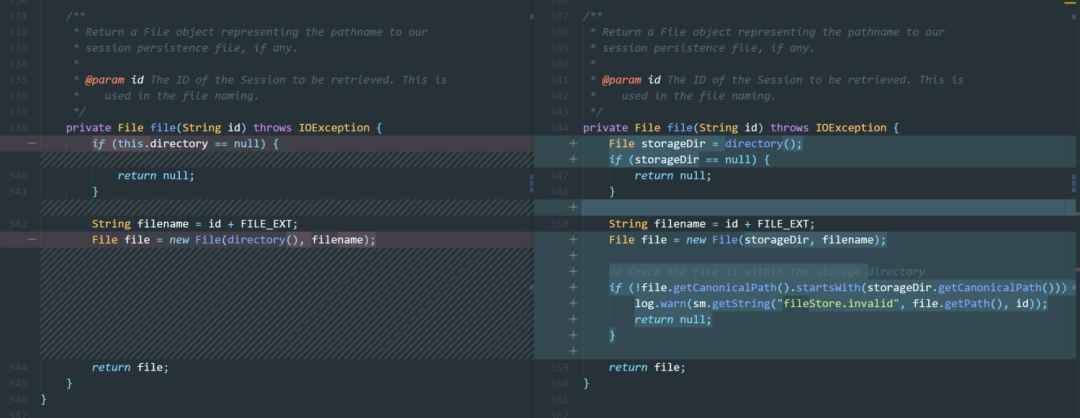 330
331 /**
332 * Return a File object representing the pathname to our
333 * session persistence file, if any.
334 *
335 * @param id The ID of the Session to be retrieved. This is
336 * used in the file naming.
337 */
338 private File file(String id) throws IOException {
— if (this.directory == null) {
340 return null;
341 }
342 String filename = id + FILE_EXT;
— File file = new File(directory(), filename);
344 return file;
345 }
346 }
347
336
337 /**
338 * Return a File object representing the pathname to our
339 * session persistence file, if any.
340 *
341 * @param id The ID of the Session to be retrieved. This is
342 * used in the file naming.
343 */
344 private File file(String id) throws IOException {
+ File storageDir = directory();
+ if (storageDir == null) {
347 return null;
348 }
+
350 String filename = id + FILE_EXT;
+ File file = new File(storageDir, filename);
+
+ // Check the file is within the storage directory
+ if (!file.getCanonicalPath().startsWith(storageDir.getCanonicalPath()))
+ log.warn(sm.getString("fileStore.invalid", file.getPath(), id));
+ return null;
+ }
+
359 return file;
360 }
361